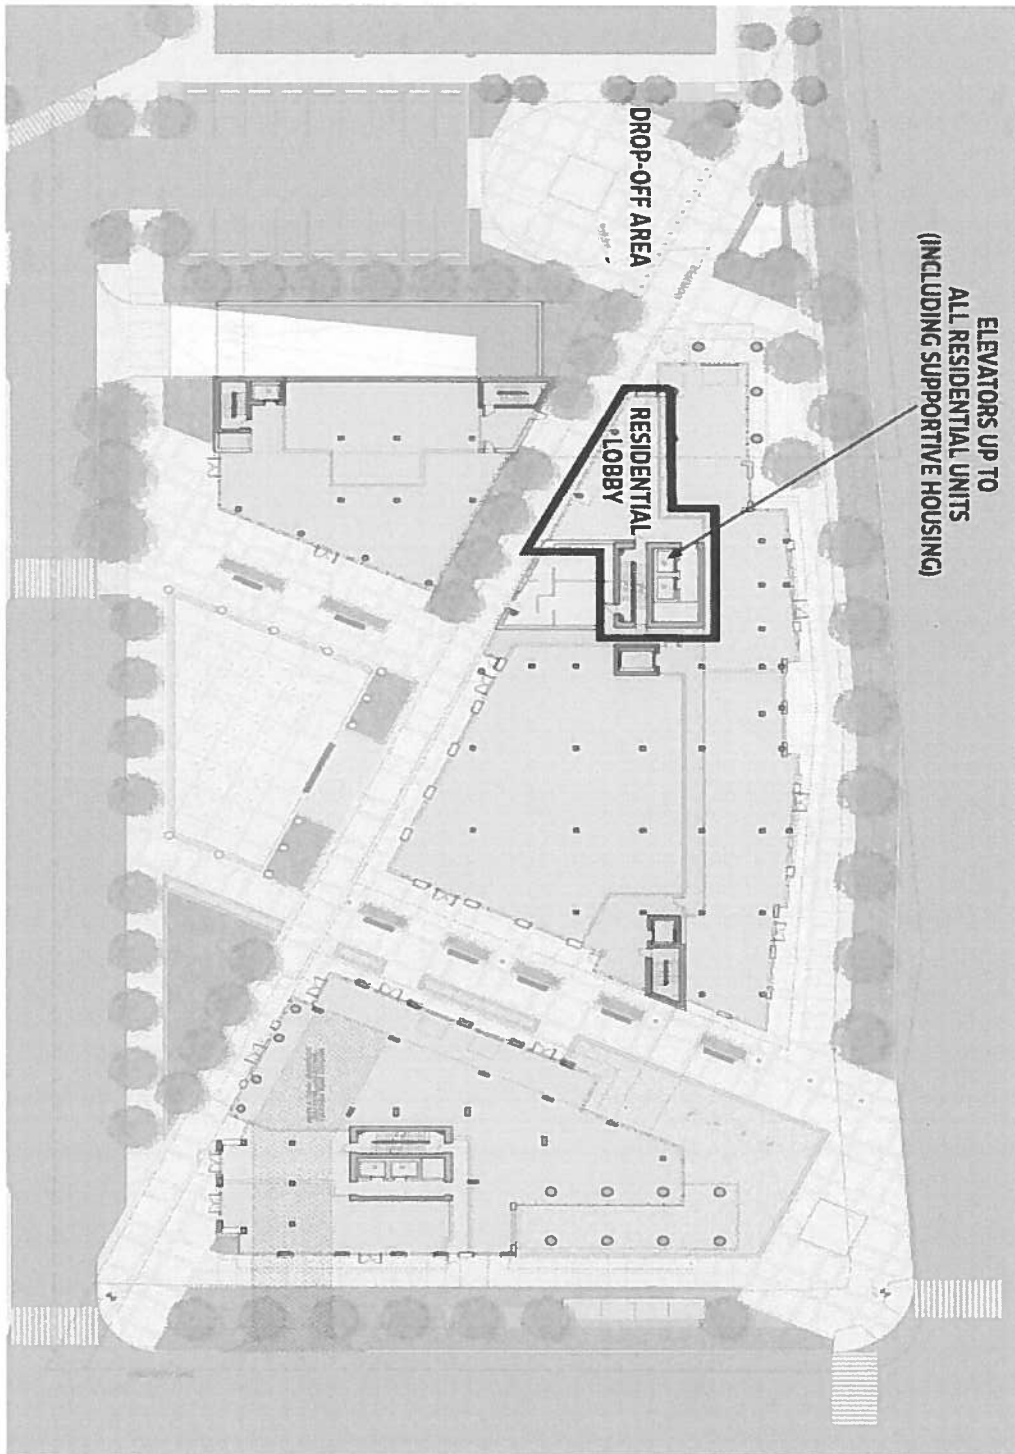 ELEVATORS UP TO
ALL RESIDENTIAL UNITS
(INCLUDING SUPPORTIVE HOUSING)
DROP-OFF AREA
RESIDENTIAL
LOBBY